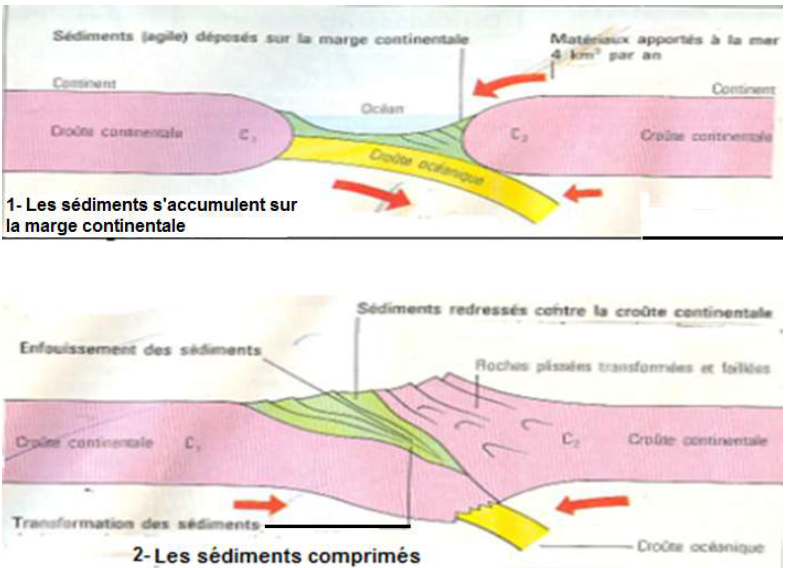 Sédiments (agile) déposés sur la marge continentale
Matériaux apportés à la mer
4 km³ par an
Continent
Continent
Océan
Croûte continentale
C₁
C₂
Croûte continentale
Croûte océanique
1- Les sédiments s'accumulent sur
la marge continentale
Sédiments redressés contre la croûte continentale
Enfouissement des sédiments
Roches plissées transformées et faillées
Croûte continentale
C₁
C₂
Croûte continentale
Transformation des sédiments
2- Les sédiments comprimés
Croûte océanique